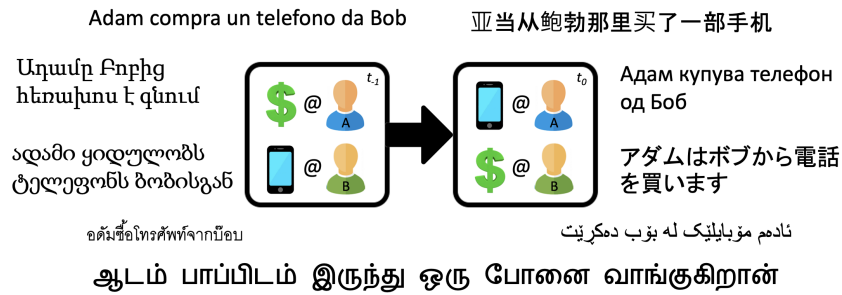 Adam compra un telefono da Bob
亚当从鲍勃那里买了一部手机
Ադամը Բոբից
հեռախոս է գնում
t-1
$ @ A
@ B
t0
@ A
$ @ B
Адам купува телефон
од Боб
ადამი ყიდულობს
ტელეფონს ბობისგან
アダムはボブから電話
を買います
อดัมซื้อโทรศัพท์จากบ๊อบ
ئادەم مۆبایلێک لە بۆب دەکڕێت
ஆடம் பாப்பிடம் இருந்து ஒரு போனை வாங்குகிறான்